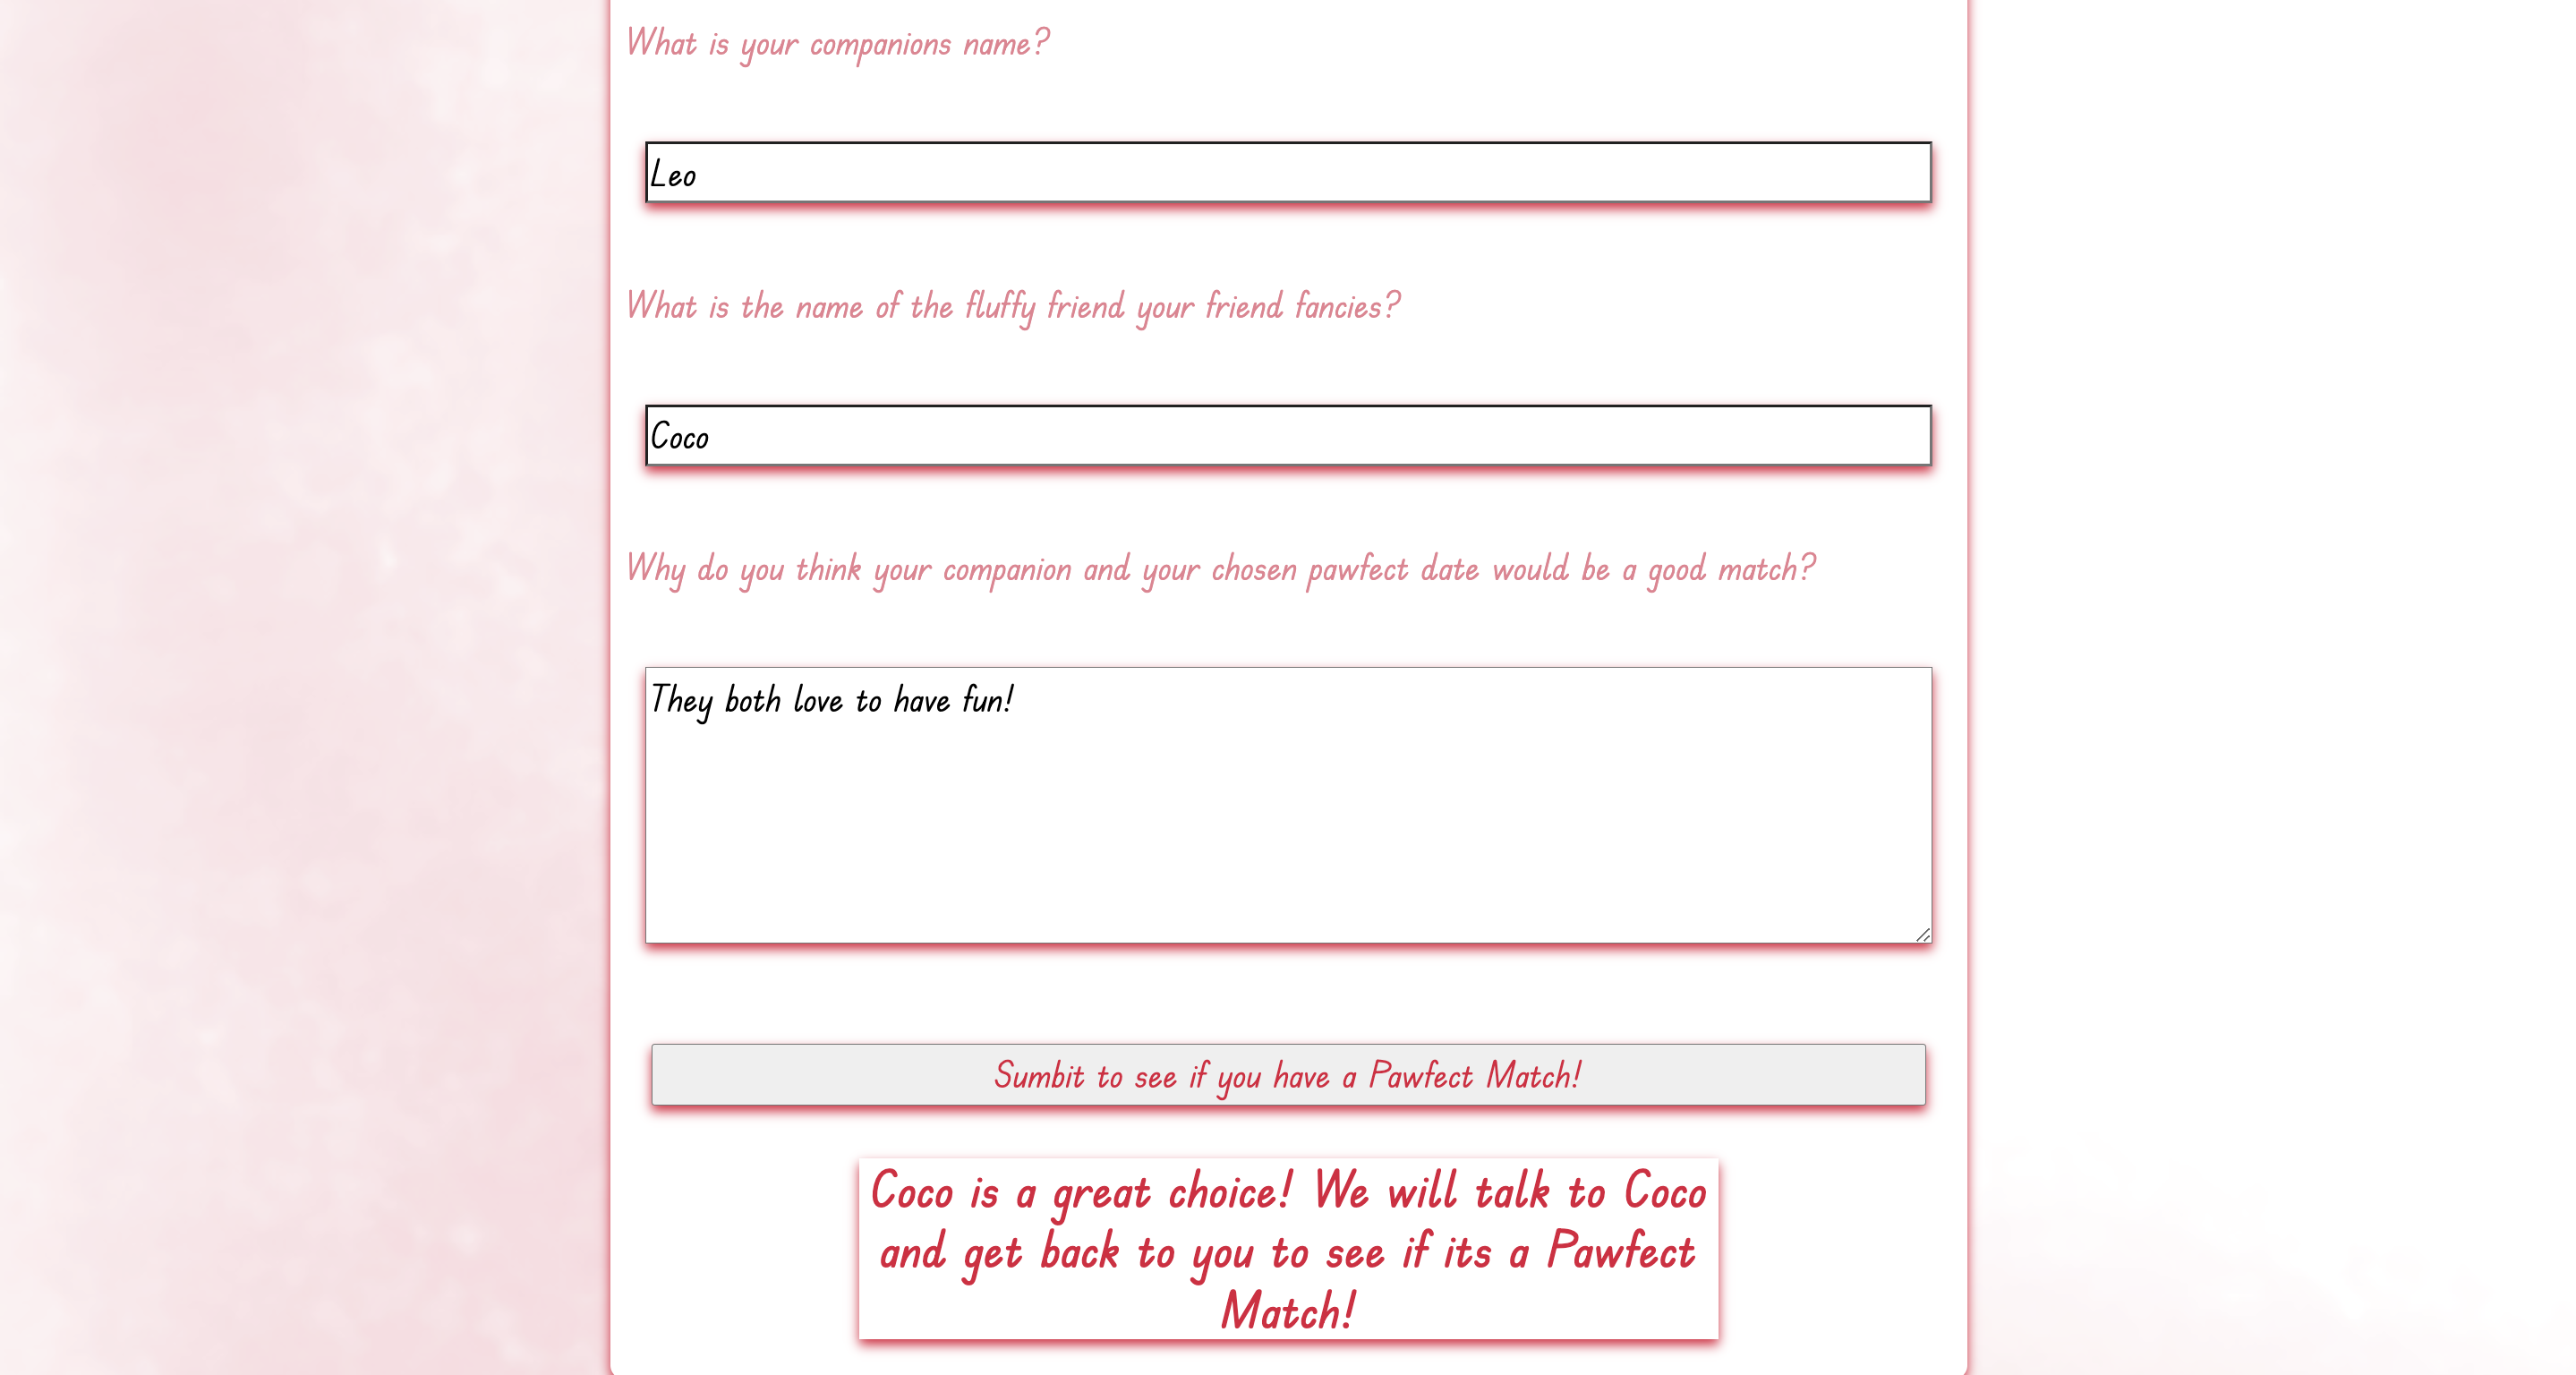 What is your companions name?
Leo
What is the name of the fluffy friend your friend fancies?
Coco
Why do you think your companion and your chosen pawfect date would be a good match?
They both love to have fun!
Sumbit to see if you have a Pawfect Match!
Coco is a great choice! We will talk to Coco
and get back to you to see if its a Pawfect
Match!